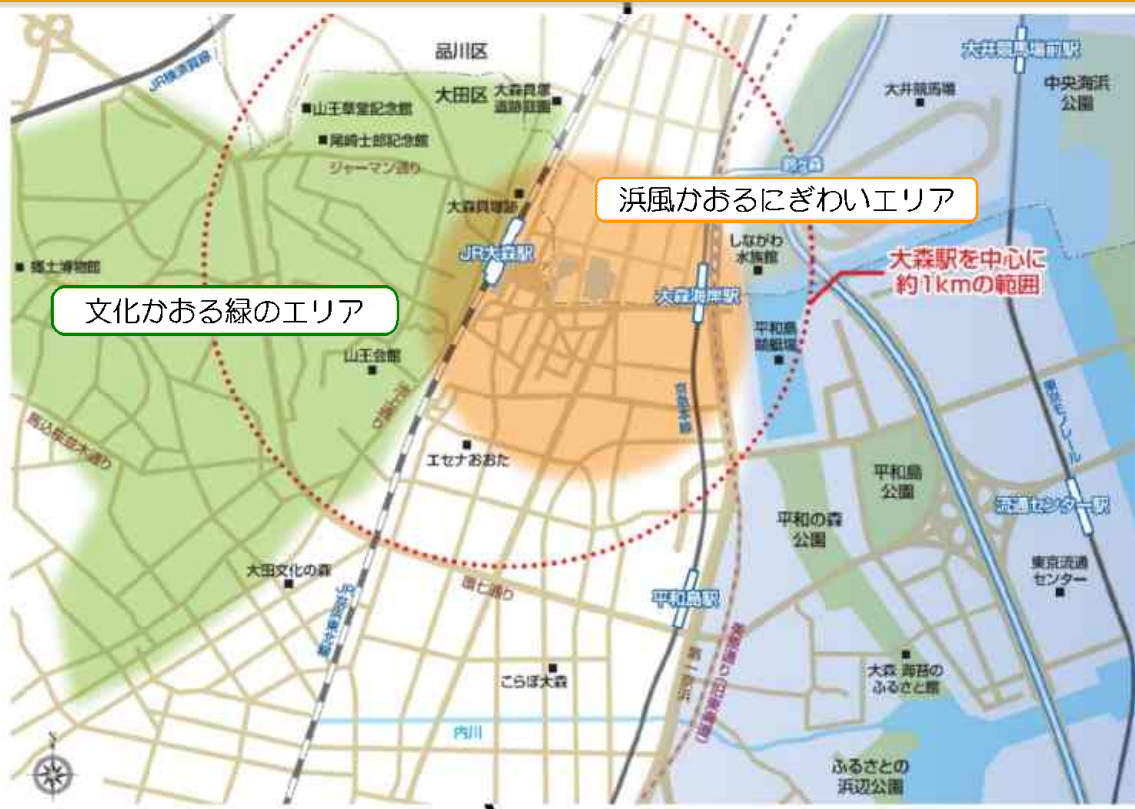 品川区
大井競馬場前駅
JR横須賀線
大田区
大森貝塚
遺跡庭園
大井競馬場
中央海浜
公園
山王草堂記念館
尾﨑士郎記念館
ジャーマン通り
鈴ヶ森
大森貝塚跡
浜風かおるにぎわいエリア
JR大森駅
しながわ
水族館
大森駅を中心に
約1kmの範囲
郷土博物館
大森海岸駅
文化かおる緑のエリア
平和島
競艇場
山王会館
池上通り
京急本線
東京モノレール
馬込桜並木通り
エセナおおた
平和島
公園
流通センター駅
平和の森
公園
大田文化の森
東京流通
センター
環七通り
平和島駅
JR京浜東北線
第一京浜
こらぼ大森
大森 海苔の
ふるさと館
内川
ふるさとの
浜辺公園